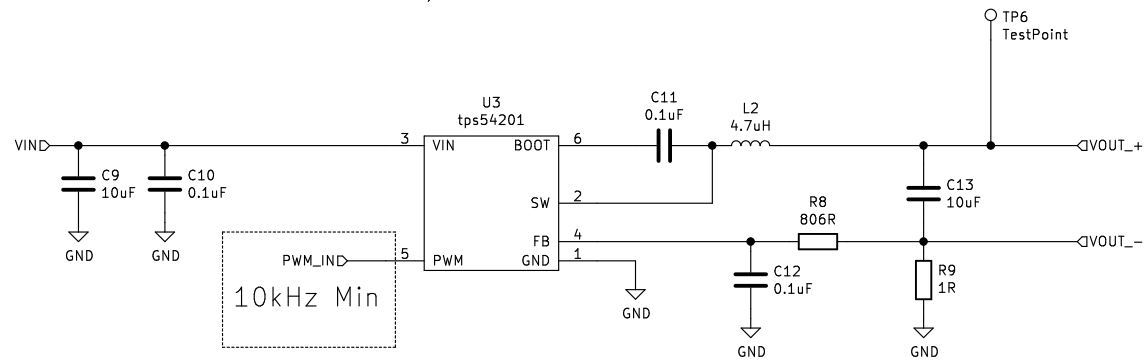 TP6
TestPoint
U3
tps54201
C11
0.1uF
L2
4.7uH
VIN
3
VIN
BOOT
6
VOUT_+
C9
10uF
C10
0.1uF
C13
10uF
SW
2
R8
806R
GND
GND
FB
4
VOUT_-
PWM_IN
5
PWM
GND
1
10kHz Min
C12
0.1uF
R9
1R
GND
GND
GND